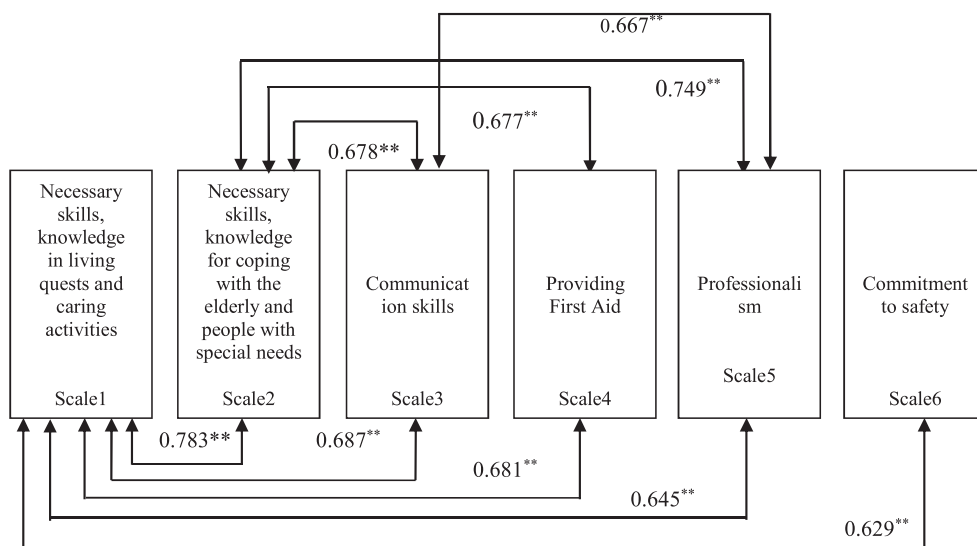 0.667**
0.749**
0.677**
0.678**
Necessary
skills,
knowledge
in living
quests and
caring
activities
Scale1
Necessary
skills,
knowledge
for coping
with the
elderly and
people with
special needs
Scale2
Communicat
ion skills
Scale3
Providing
First Aid
Scale4
Professionali
sm
Scale5
Commitment
to safety
Scale6
0.783**
0.687**
0.681**
0.645**
0.629**